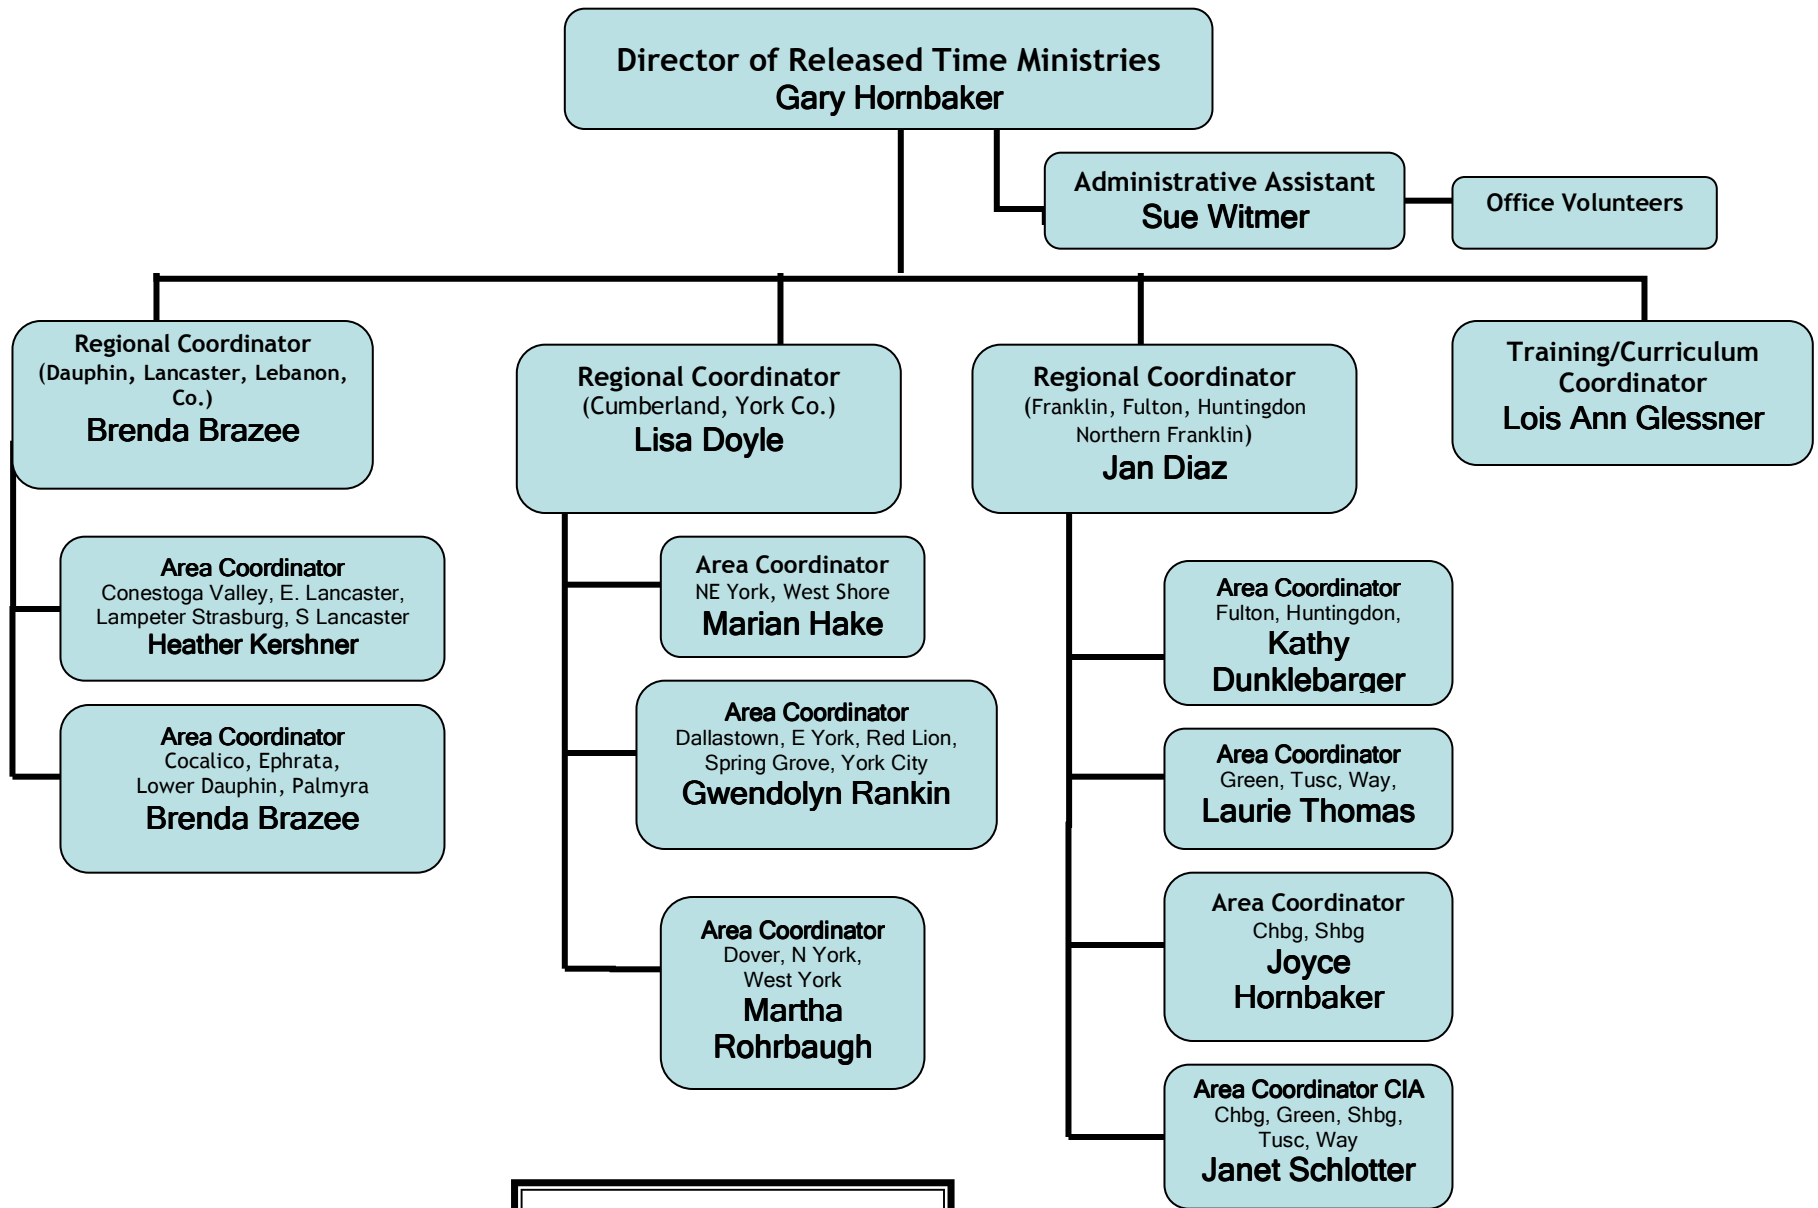 Director of Released Time Ministries
Gary Hornbaker
Administrative Assistant
Sue Witmer
Office Volunteers
Regional Coordinator
(Dauphin, Lancaster, Lebanon,
Co.)
Brenda Brazee
Regional Coordinator
(Cumberland, York Co.)
Lisa Doyle
Regional Coordinator
(Franklin, Fulton, Huntingdon
Northern Franklin)
Jan Diaz
Training/Curriculum
Coordinator
Lois Ann Glessner
Area Coordinator
Conestoga Valley, E. Lancaster,
Lampeter Strasburg, S Lancaster
Heather Kershner
Area Coordinator
Cocalico, Ephrata,
Lower Dauphin, Palmyra
Brenda Brazee
Area Coordinator
NE York, West Shore
Marian Hake
Area Coordinator
Dallastown, E York, Red Lion,
Spring Grove, York City
Gwendolyn Rankin
Area Coordinator
Dover, N York,
West York
Martha
Rohrbaugh
Area Coordinator
Fulton, Huntingdon,
Kathy
Dunklebarger
Area Coordinator
Green, Tusc, Way,
Laurie Thomas
Area Coordinator
Chbg, Shbg
Joyce
Hornbaker
Area Coordinator CIA
Chbg, Green, Shbg,
Tusc, Way
Janet Schlotter